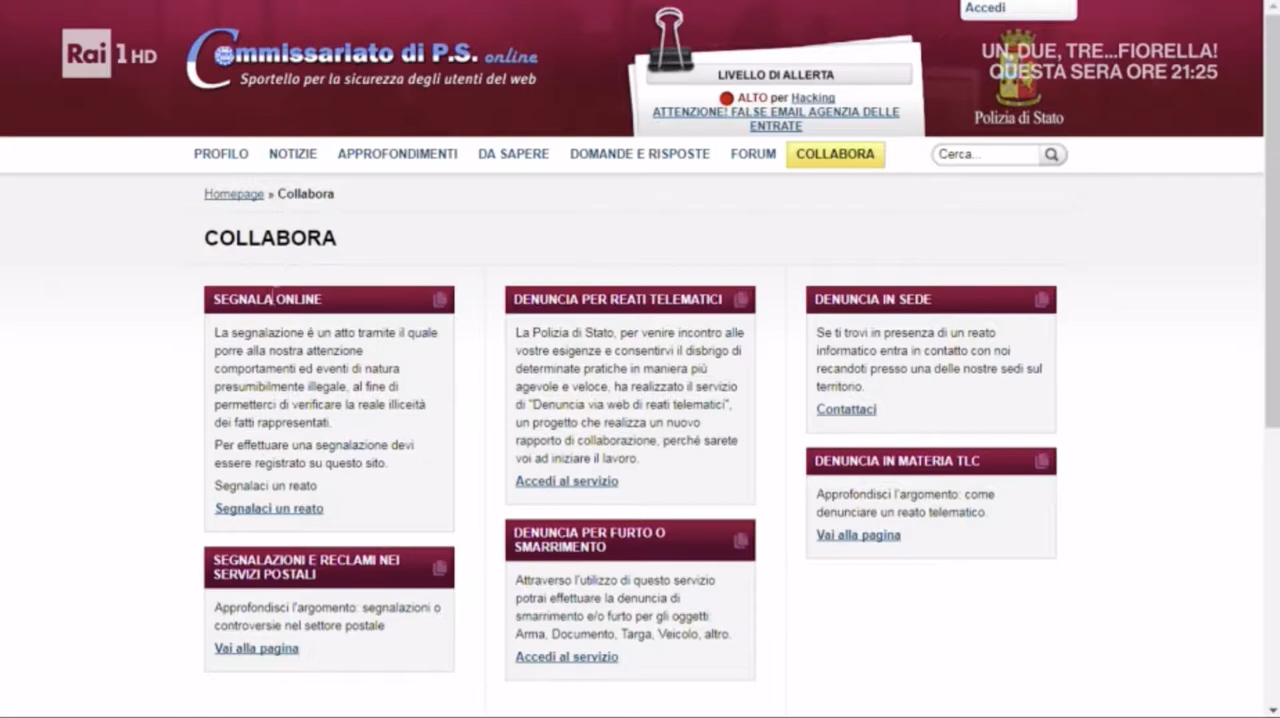 Accedi
Rai 1 HD
Commissariato di P.S. online
Sportello per la sicurezza degli utenti del web
LIVELLO DI ALLERTA
ALTO per Hacking
ATTENZIONE! FALSE EMAIL AGENZIA DELLE
ENTRATE
UN, DUE, TRE...FIORELLA!
QUESTA SERA ORE 21:25
Polizia di Stato
PROFILO NOTIZIE APPROFONDIMENTI DA SAPERE DOMANDE E RISPOSTE FORUM COLLABORA Cerca...
Homepage » Collabora
COLLABORA
SEGNALA ONLINE
La segnalazione è un atto tramite il quale
porre alla nostra attenzione
comportamenti ed eventi di natura
presumibilmente illegale, al fine di
permetterci di verificare la reale illiceità
dei fatti rappresentati.
Per effettuare una segnalazione devi
essere registrato su questo sito.
Segnalaci un reato
Segnalaci un reato
SEGNALAZIONI E RECLAMI NEI
SERVIZI POSTALI
Approfondisci l'argomento: segnalazioni o
controversie nel settore postale
Vai alla pagina
DENUNCIA PER REATI TELEMATICI
La Polizia di Stato, per venire incontro alle
vostre esigenze e consentirvi il disbrigo di
determinate pratiche in maniera più
agevole e veloce, ha realizzato il servizio
di "Denuncia via web di reati telematici",
un progetto che realizza un nuovo
rapporto di collaborazione, perché sarete
voi ad iniziare il lavoro.
Accedi al servizio
DENUNCIA PER FURTO O
SMARRIMENTO
Attraverso l'utilizzo di questo servizio
potrai effettuare la denuncia di
smarrimento e/o furto per gli oggetti:
Arma, Documento, Targa, Veicolo, altro.
Accedi al servizio
DENUNCIA IN SEDE
Se ti trovi in presenza di un reato
informatico entra in contatto con noi
recandoti presso una delle nostre sedi sul
territorio.
Contattaci
DENUNCIA IN MATERIA TLC
Approfondisci l'argomento: come
denunciare un reato telematico.
Vai alla pagina